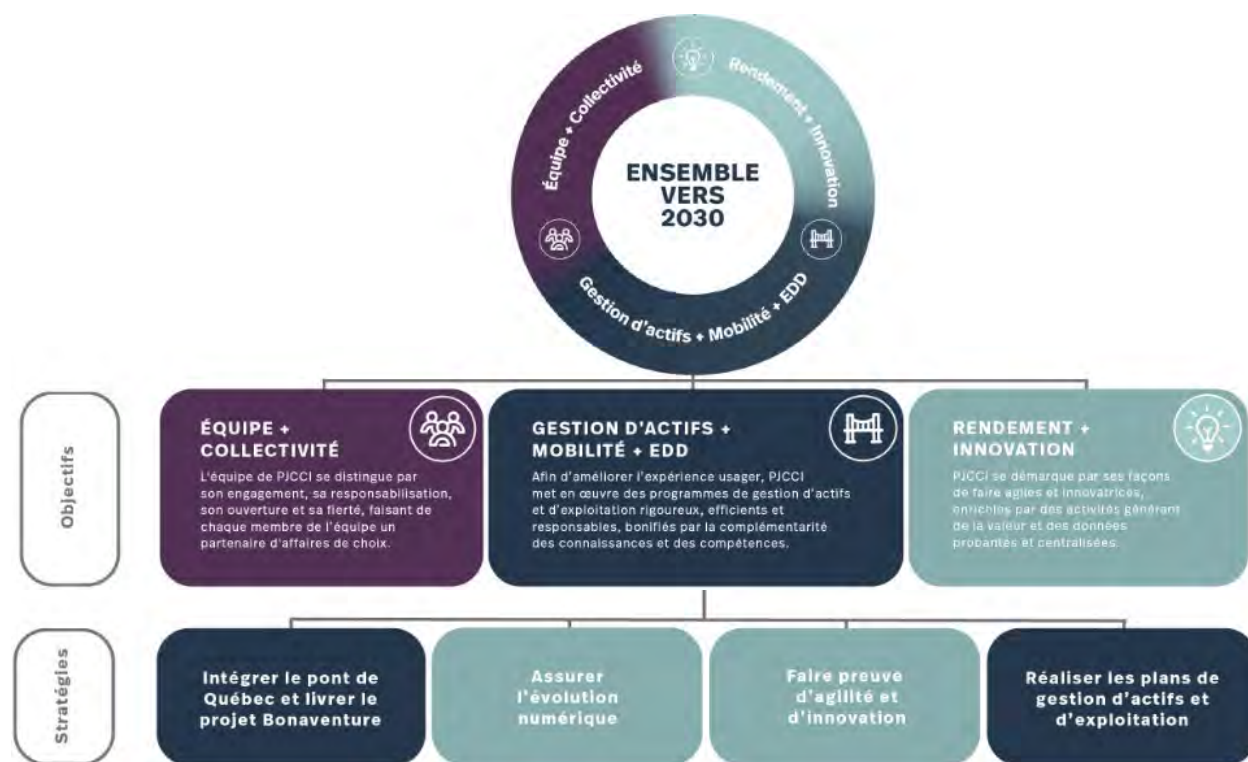 Équipe + Collectivité
Rendement + Innovation
Gestion d'actifs + Mobilité + EDD
ENSEMBLE
VERS
2030
Objectifs
ÉQUIPE +
COLLECTIVITÉ
L'équipe de PJCCI se distingue par
son engagement, sa responsabilisation,
son ouverture et sa fierté, faisant de
chaque membre de l'équipe un
partenaire d'affaires de choix.
GESTION D'ACTIFS +
MOBILITÉ + EDD
Afin d'améliorer l'expérience usager, PJCCI
met en œuvre des programmes de gestion d'actifs
et d'exploitation rigoureux, efficients et
responsables, bonifiés par la complémentarité
des connaissances et des compétences.
RENDEMENT +
INNOVATION
PJCCI se démarque par ses façons
de faire agiles et innovatrices,
enrichies par des activités générant
de la valeur et des données
probantes et centralisées.
Stratégies
Intégrer le pont de
Québec et livrer le
projet Bonaventure
Assurer
l'évolution
numérique
Faire preuve
d'agilité et
d'innovation
Réaliser les plans de
gestion d'actifs et
d'exploitation